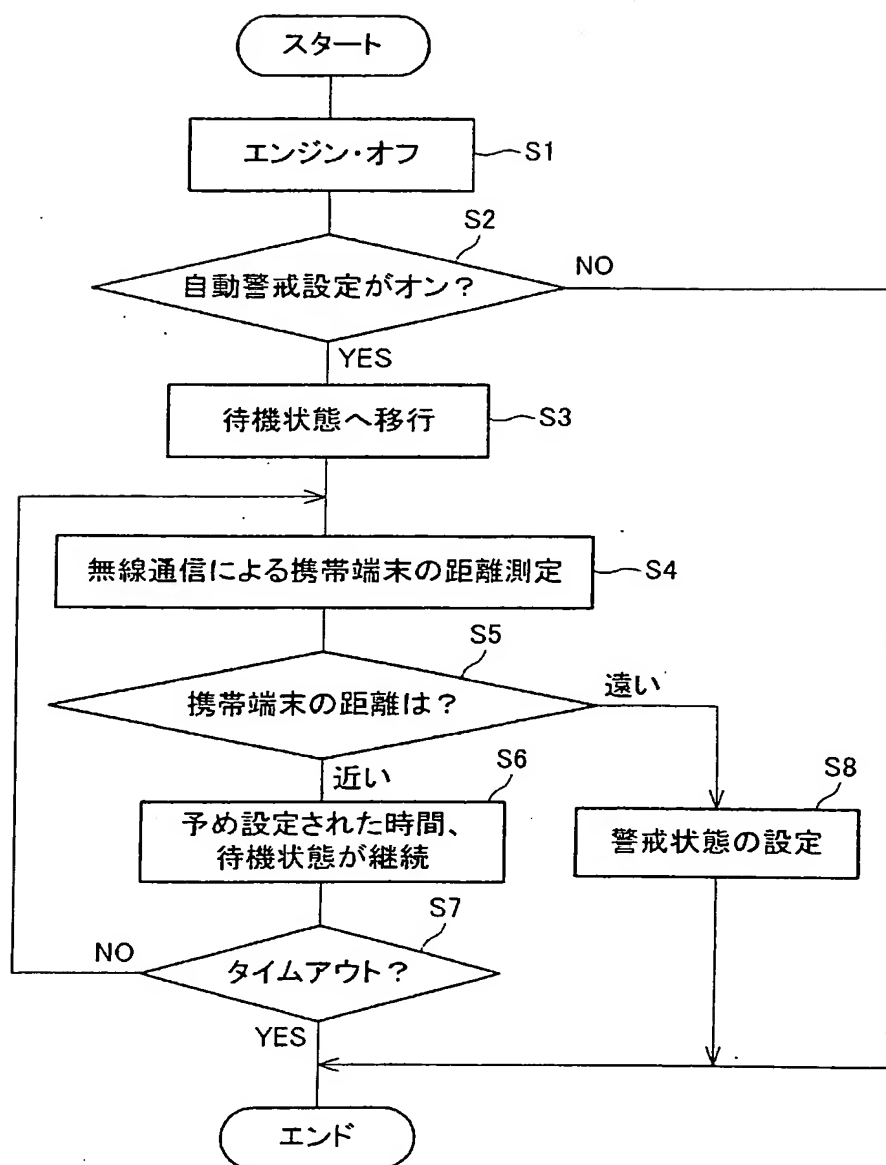 スタート
エンジン・オフ
S1
S2
自動警戒設定がオン？
NO
YES
待機状態へ移行
S3
無線通信による携帯端末の距離測定
S4
S5
携帯端末の距離は？
遠い
近い
S6
予め設定された時間、
待機状態が継続
S8
警戒状態の設定
S7
タイムアウト？
NO
YES
エンド